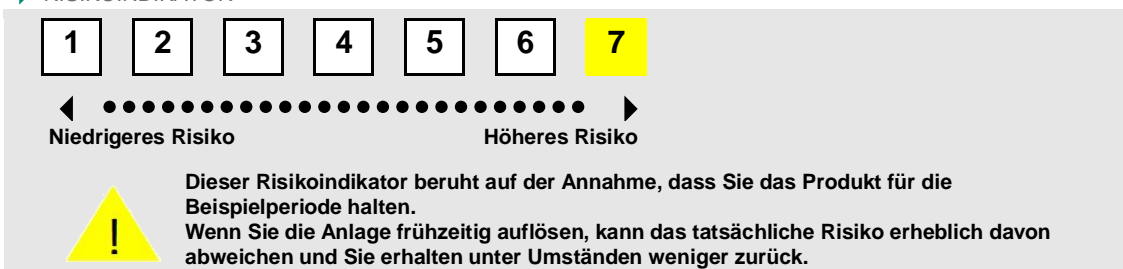 1 2 3 4 5 6 7
Niedrigeres Risiko Höheres Risiko
!
Dieser Risikoindikator beruht auf der Annahme, dass Sie das Produkt für die
Beispielperiode halten.
Wenn Sie die Anlage frühzeitig auflösen, kann das tatsächliche Risiko erheblich davon
abweichen und Sie erhalten unter Umständen weniger zurück.